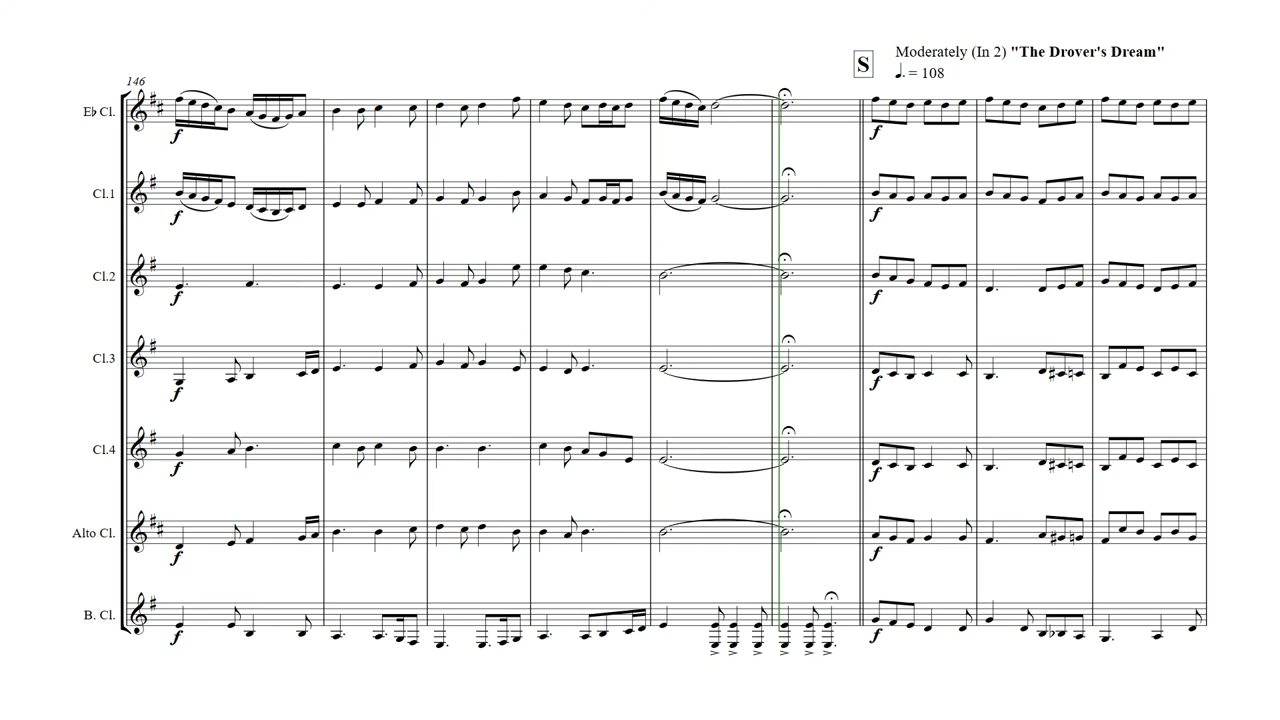 Moderately (In 2) "The Drover's Dream"
S
♩. = 108
146
E♭ Cl.
f
f
Cl.1
f
f
Cl.2
f
f
Cl.3
f
f
Cl.4
f
f
Alto Cl.
f
f
B. Cl.
f
f